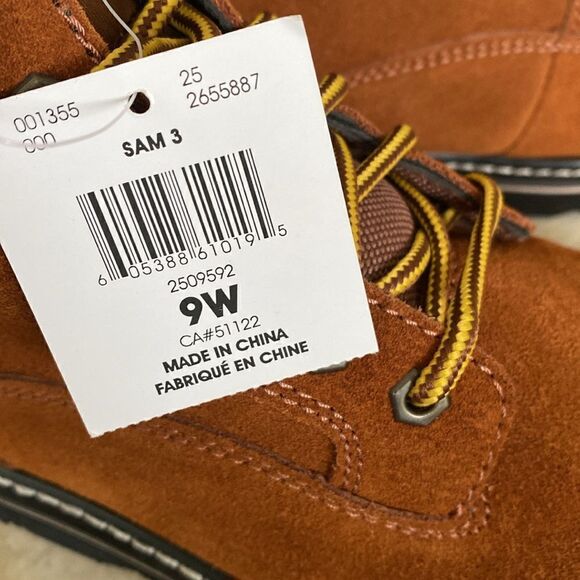 001355 25
000 2655887
SAM 3
6 05388 61019 5
2509592
9W
CA#51122
MADE IN CHINA
FABRIQUÉ EN CHINE